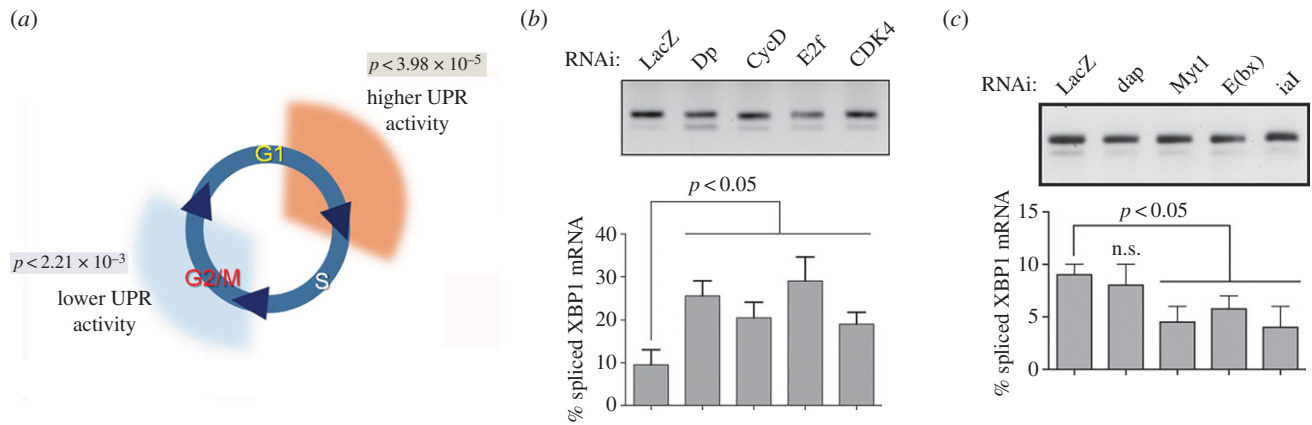 (a)
p < 3.98 × 10⁻⁵
higher UPR
activity
G1
S
G2/M
p < 2.21 × 10⁻³
lower UPR
activity
(b)
RNAi: LacZ Dp CycD E2f CDK4
p < 0.05
% spliced XBP1 mRNA
40
30
20
10
0
(c)
RNAi: LacZ dap Myt1 E(bx) iaI
p < 0.05
n.s.
% spliced XBP1 mRNA
15
10
5
0